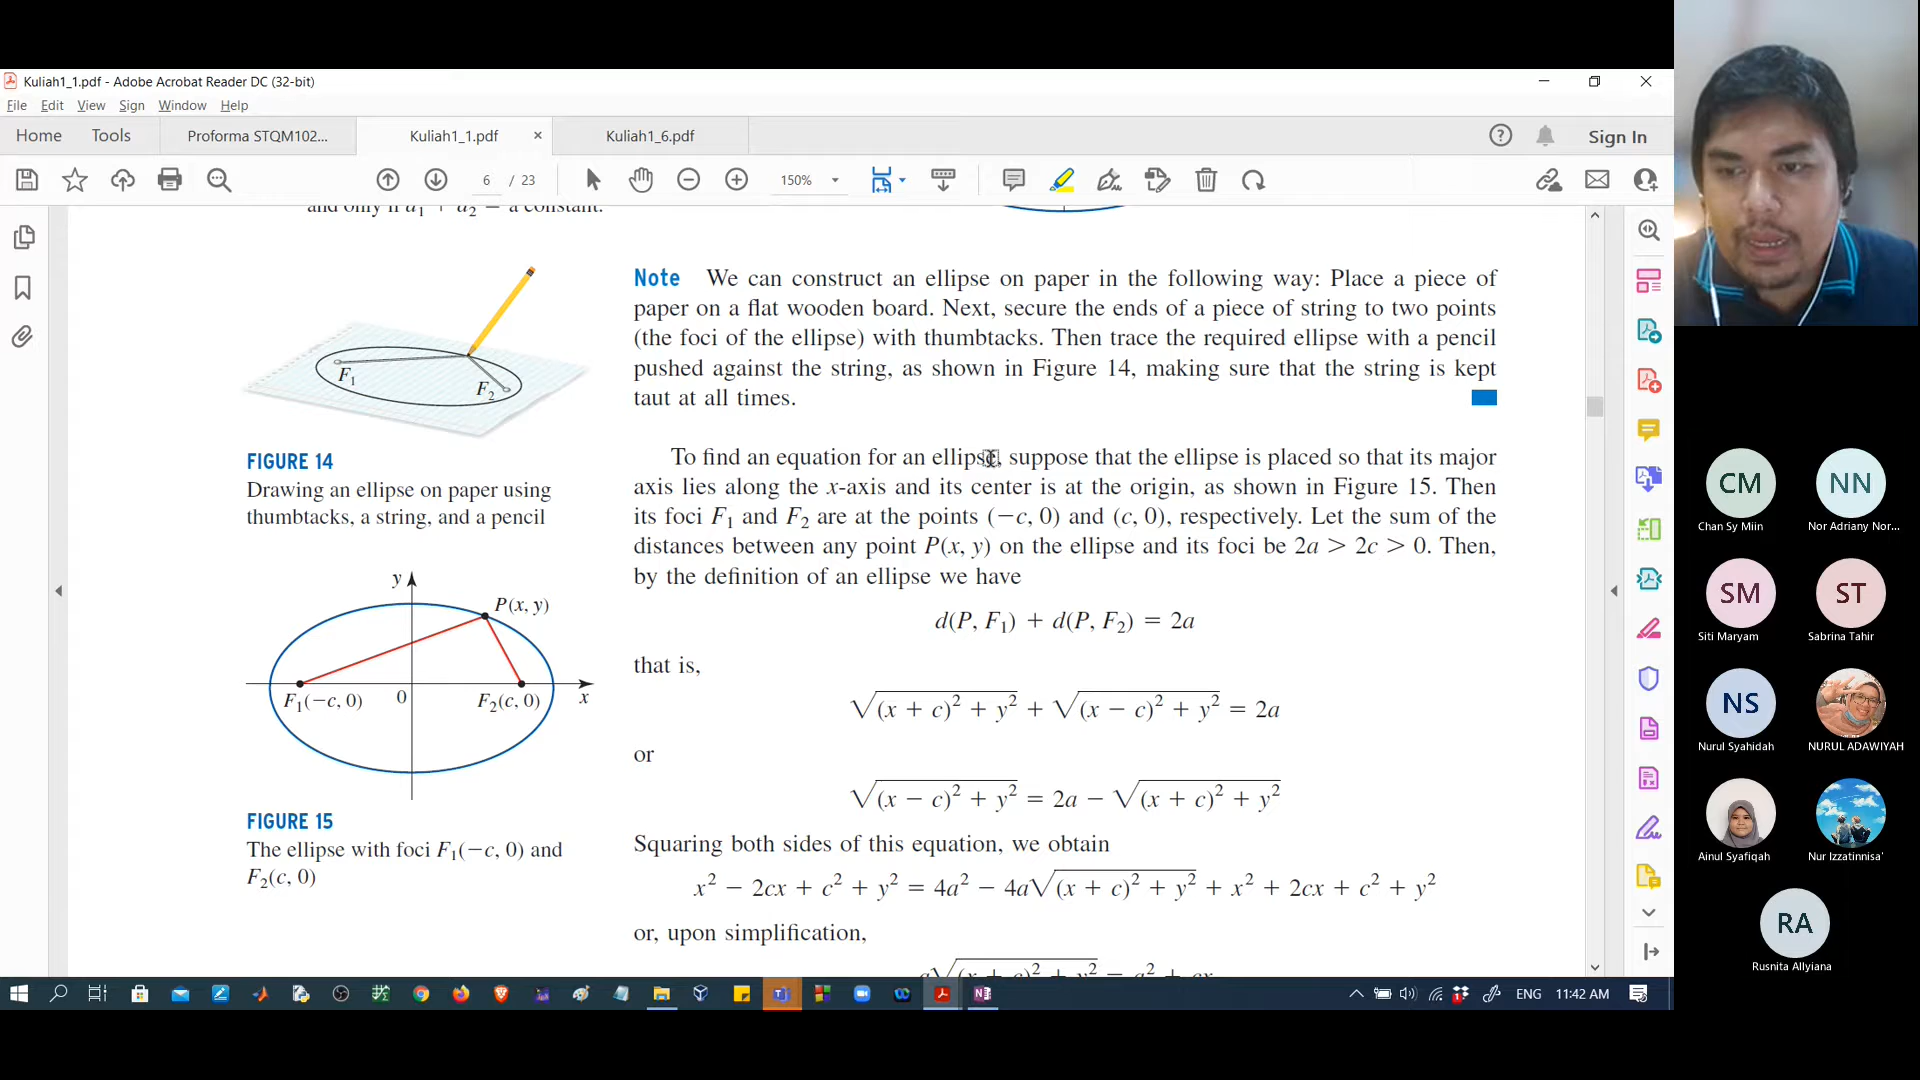 Kuliah1_1.pdf - Adobe Acrobat Reader DC (32-bit)
File Edit View Sign Window Help
Home Tools Proforma STQM102... Kuliah1_1.pdf × Kuliah1_6.pdf Sign In
6 / 23 150%
and only if d₁ + d₂ = a constant.
F₁
F₂
FIGURE 14
Drawing an ellipse on paper using
thumbtacks, a string, and a pencil
y
P(x, y)
F₁(−c, 0) 0 F₂(c, 0) x
FIGURE 15
The ellipse with foci F₁(−c, 0) and
F₂(c, 0)
Note We can construct an ellipse on paper in the following way: Place a piece of
paper on a flat wooden board. Next, secure the ends of a piece of string to two points
(the foci of the ellipse) with thumbtacks. Then trace the required ellipse with a pencil
pushed against the string, as shown in Figure 14, making sure that the string is kept
taut at all times.
To find an equation for an ellipse, suppose that the ellipse is placed so that its major
axis lies along the x-axis and its center is at the origin, as shown in Figure 15. Then
its foci F₁ and F₂ are at the points (−c, 0) and (c, 0), respectively. Let the sum of the
distances between any point P(x, y) on the ellipse and its foci be 2a > 2c > 0. Then,
by the definition of an ellipse we have
d(P, F₁) + d(P, F₂) = 2a
that is,
√((x + c)² + y²) + √((x − c)² + y²) = 2a
or
√((x − c)² + y²) = 2a − √((x + c)² + y²)
Squaring both sides of this equation, we obtain
x² − 2cx + c² + y² = 4a² − 4a√((x + c)² + y²) + x² + 2cx + c² + y²
or, upon simplification,
a√((x + c)² + y²) = a² + cx
CM NN
Chan Sy Miin Nor Adriany Nor...
SM ST
Siti Maryam Sabrina Tahir
NS
Nurul Syahidah NURUL ADAWIYAH
Ainul Syafiqah Nur Izzatinnisa'
RA
Rusnita Allyiana
ENG 11:42 AM